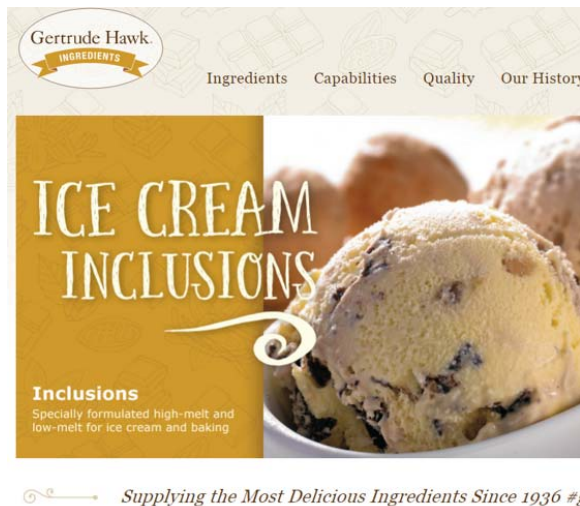 Gertrude Hawk
INGREDIENTS
Ingredients Capabilities Quality Our History
ICE CREAM
INCLUSIONS
Inclusions
Specially formulated high-melt and
low-melt for ice cream and baking
Supplying the Most Delicious Ingredients Since 1936